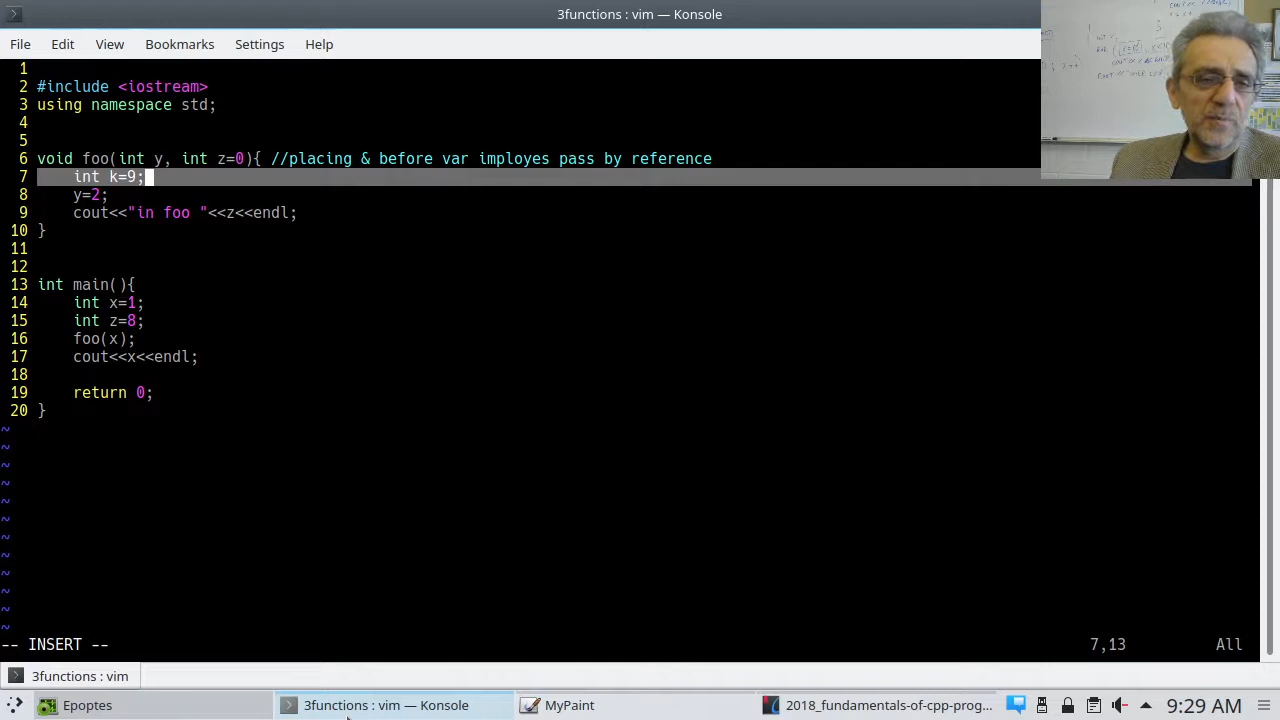 3functions : vim — Konsole
File Edit View Bookmarks Settings Help
1
2 #include <iostream>
3 using namespace std;
4
5
6 void foo(int y, int z=0){ //placing & before var imployes pass by reference
7 int k=9;
8 y=2;
9 cout<<"in foo "<<z<<endl;
10 }
11
12
13 int main(){
14 int x=1;
15 int z=8;
16 foo(x);
17 cout<<x<<endl;
18
19 return 0;
20 }
~
~
~
~
~
~
~
~
~
~
~
~
-- INSERT -- 7,13 All
3functions : vim
Epoptes 3functions : vim — Konsole MyPaint 2018_fundamentals-of-cpp-prog... 9:29 AM